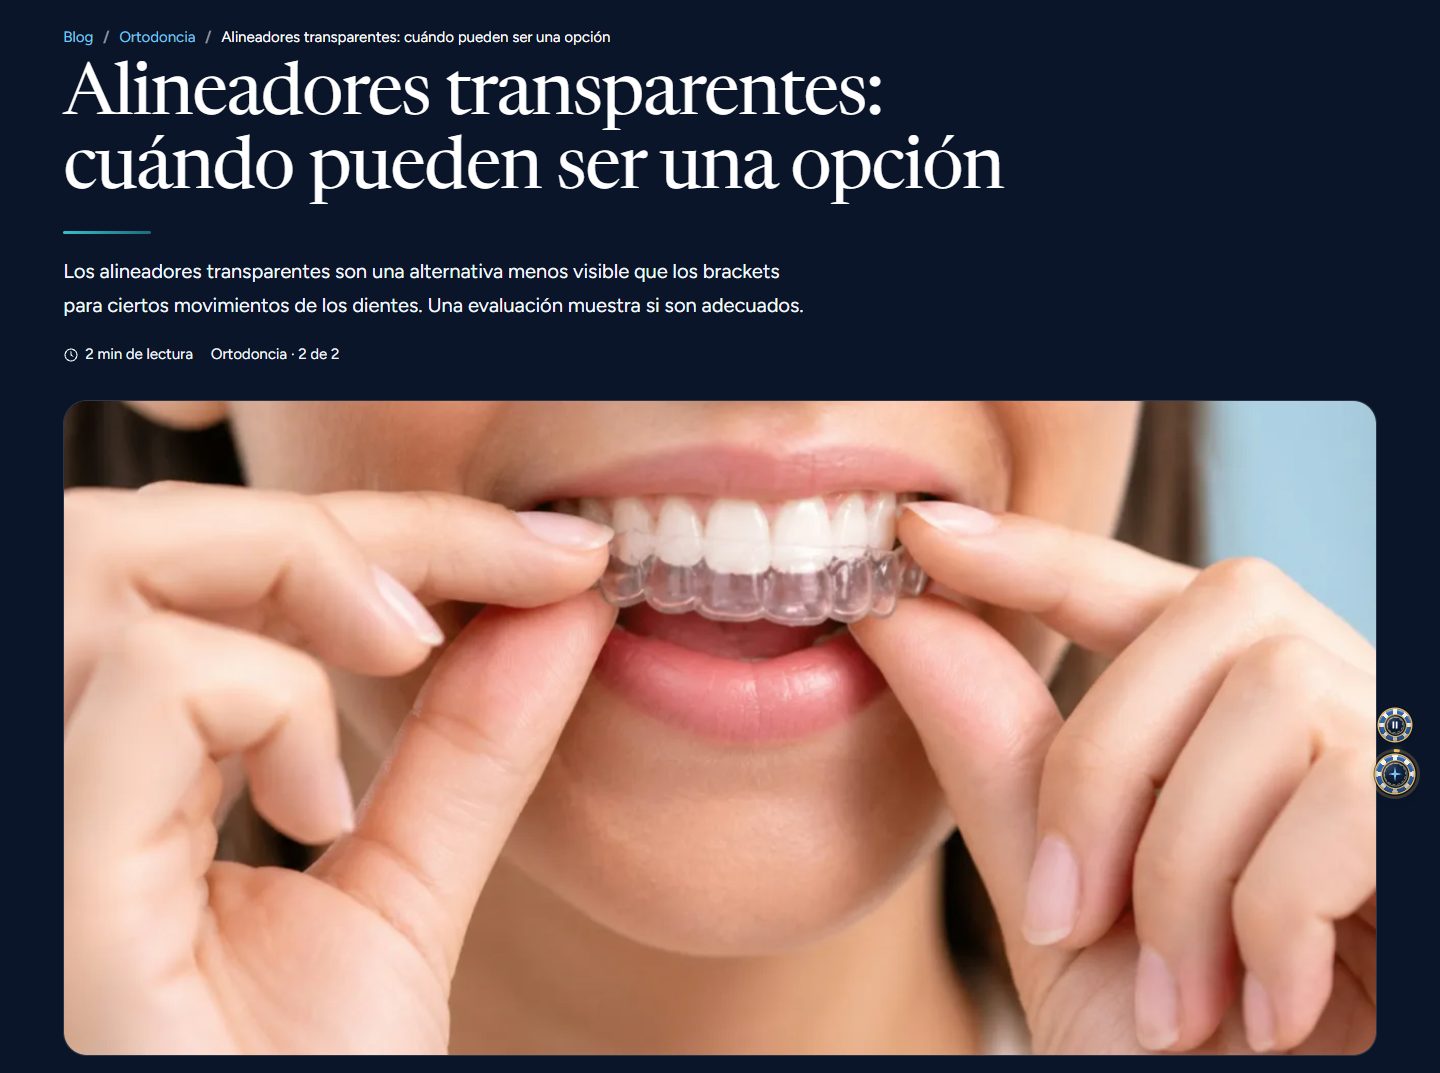 Blog / Ortodoncia / Alineadores transparentes: cuándo pueden ser una opción
Alineadores transparentes:
cuándo pueden ser una opción
Los alineadores transparentes son una alternativa menos visible que los brackets
para ciertos movimientos de los dientes. Una evaluación muestra si son adecuados.
2 min de lectura Ortodoncia · 2 de 2